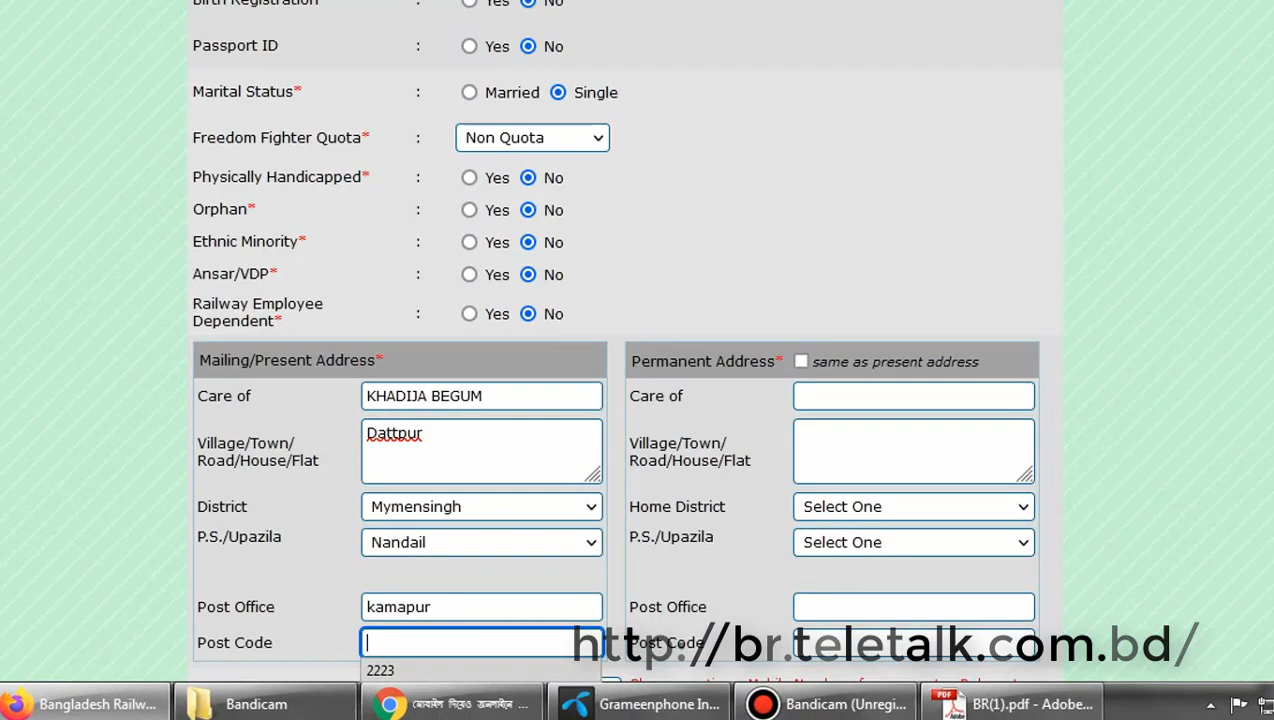 Birth Registration : Yes No
Passport ID : Yes No
Marital Status* : Married Single
Freedom Fighter Quota* : Non Quota
Physically Handicapped* : Yes No
Orphan* : Yes No
Ethnic Minority* : Yes No
Ansar/VDP* : Yes No
Railway Employee
Dependent* : Yes No
Mailing/Present Address*
Care of KHADIJA BEGUM
Village/Town/
Road/House/Flat Dattpur
District Mymensingh
P.S./Upazila Nandail
Post Office kamapur
Post Code
2223
Permanent Address* same as present address
Care of
Village/Town/
Road/House/Flat
Home District Select One
P.S./Upazila Select One
Post Office
Post Code
http://br.teletalk.com.bd/
Bangladesh Railw... Bandicam মোবাইল দিয়েও অনলাইনে ... Grameenphone In... Bandicam (Unregi... BR(1).pdf - Adobe...